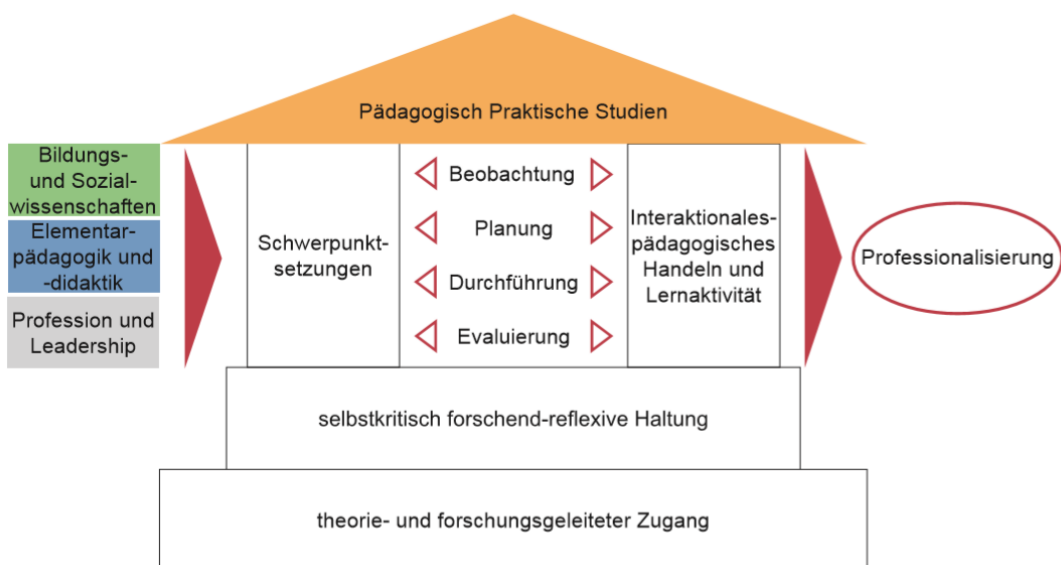 Pädagogisch Praktische Studien
Bildungs-
und Sozial-
wissenschaften
Elementar-
pädagogik und
-didaktik
Profession und
Leadership
Schwerpunkt-
setzungen
Beobachtung
Planung
Durchführung
Evaluierung
Interaktionales-
pädagogisches
Handeln und
Lernaktivität
Professionalisierung
selbstkritisch forschend-reflexive Haltung
theorie- und forschungsgeleiteter Zugang